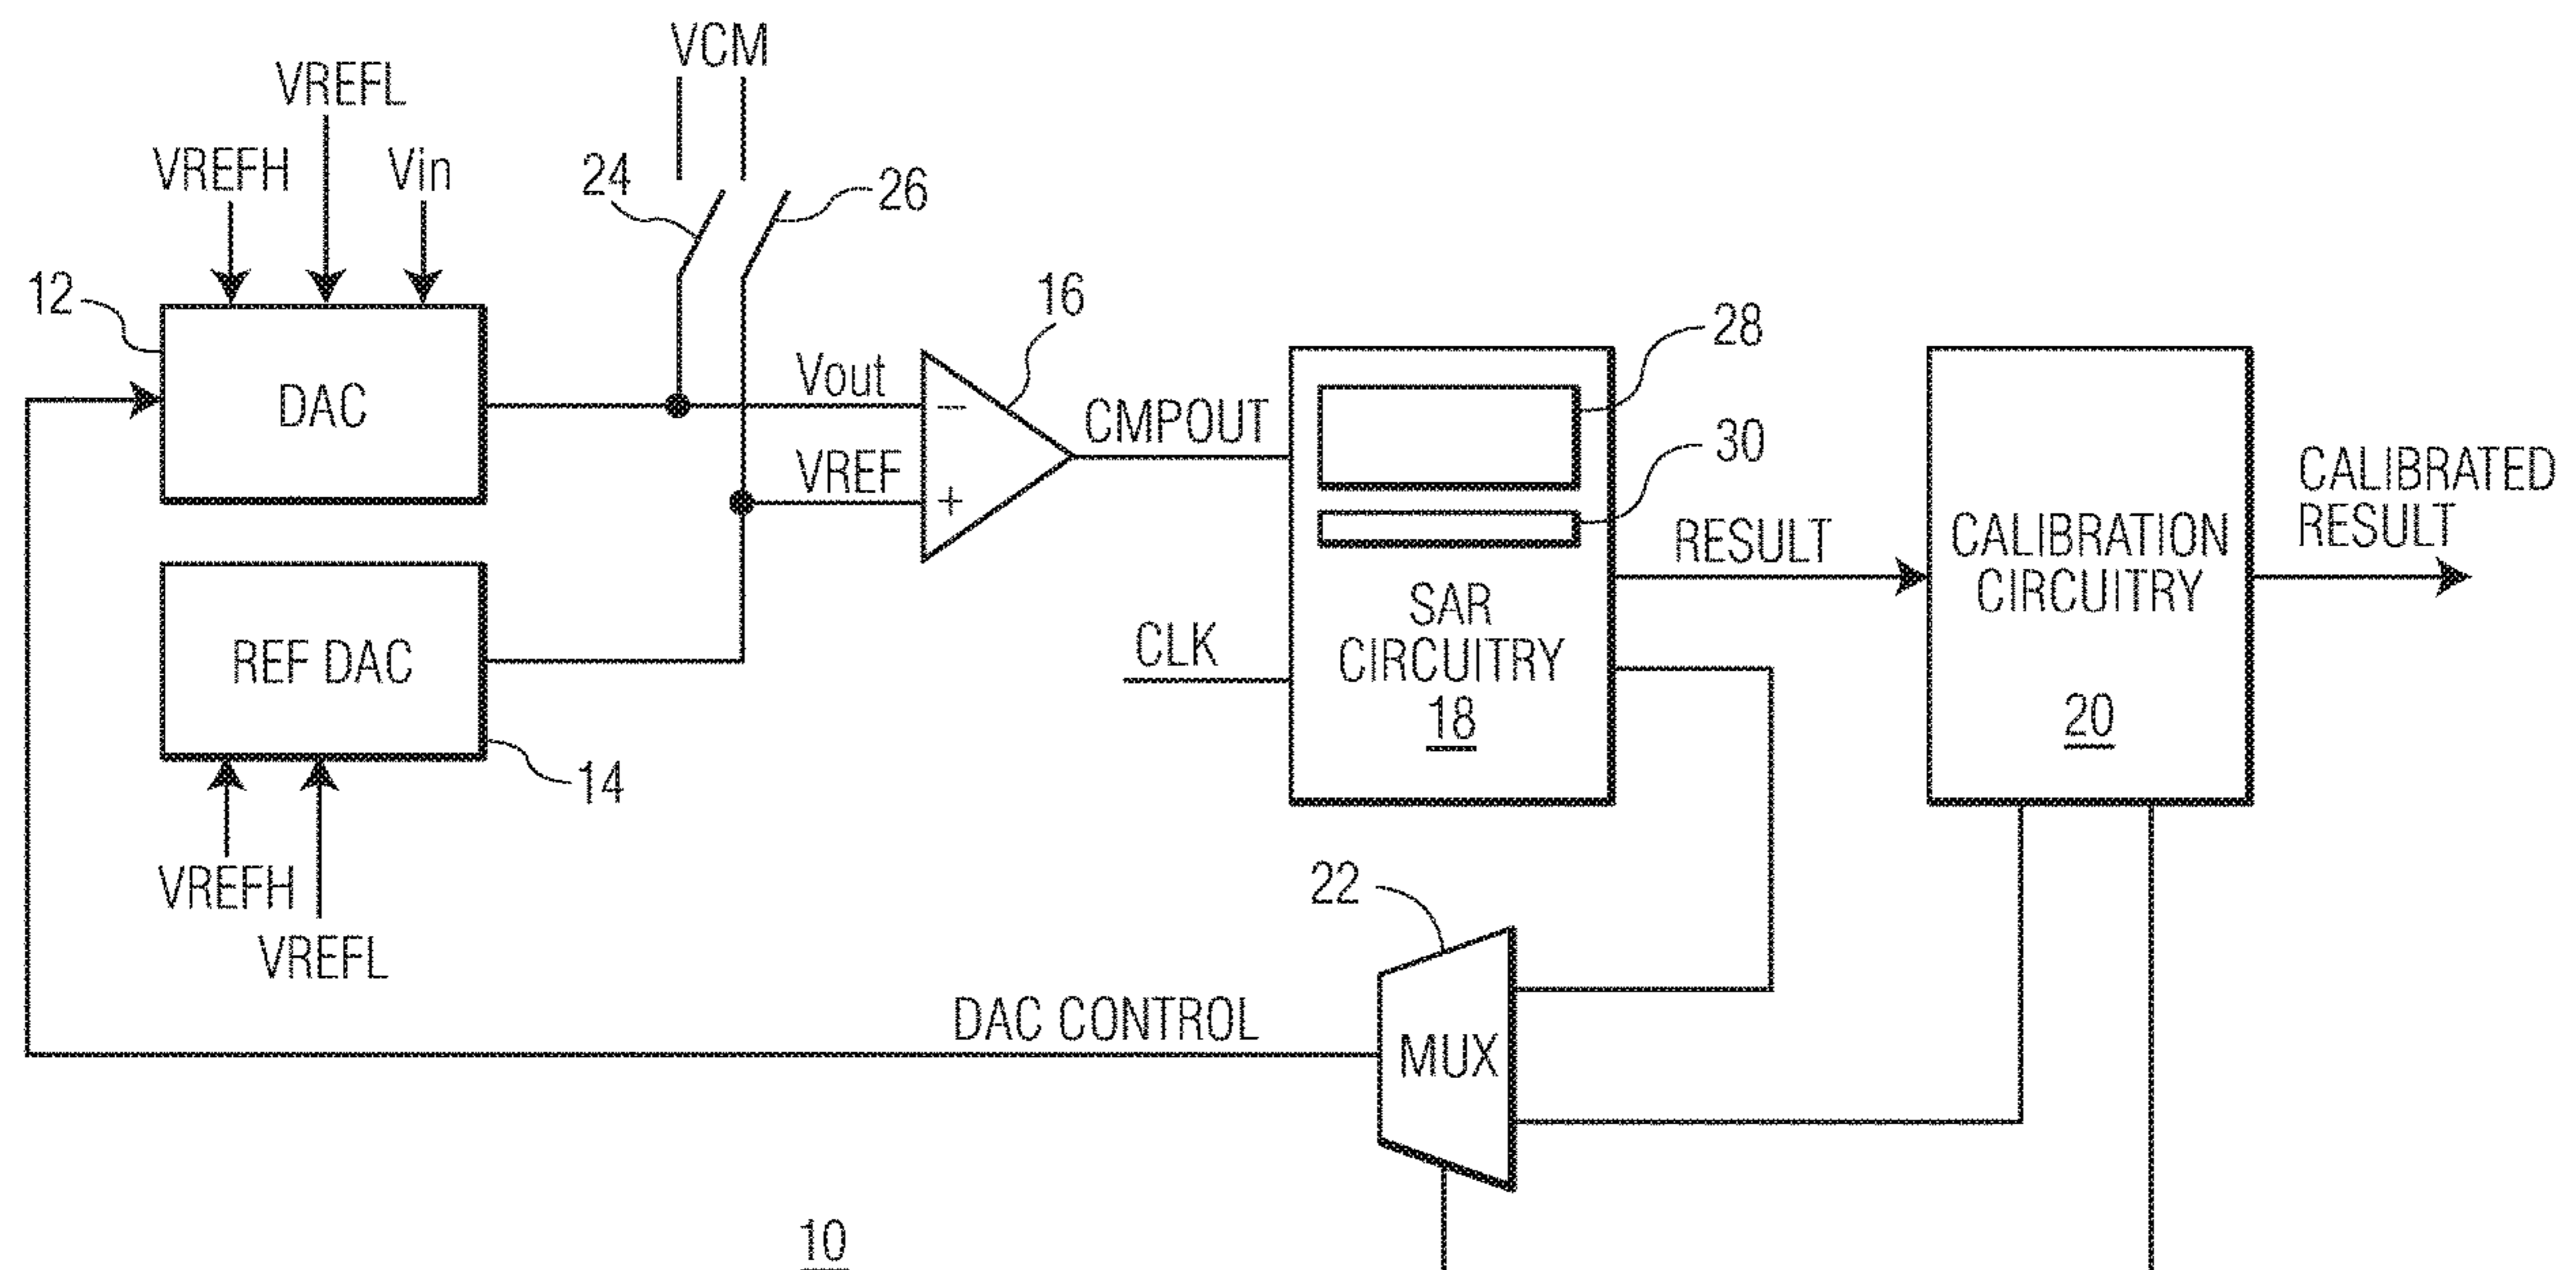 VCM
VREFL
VREFH
Vin
24
26
12
16
28
DAC
Vout
−
CMPOUT
30
VREF
+
CALIBRATED
RESULT
RESULT
CALIBRATION
CIRCUITRY
20
REF DAC
CLK
SAR
CIRCUITRY
18
14
VREFH
VREFL
22
DAC CONTROL
MUX
10